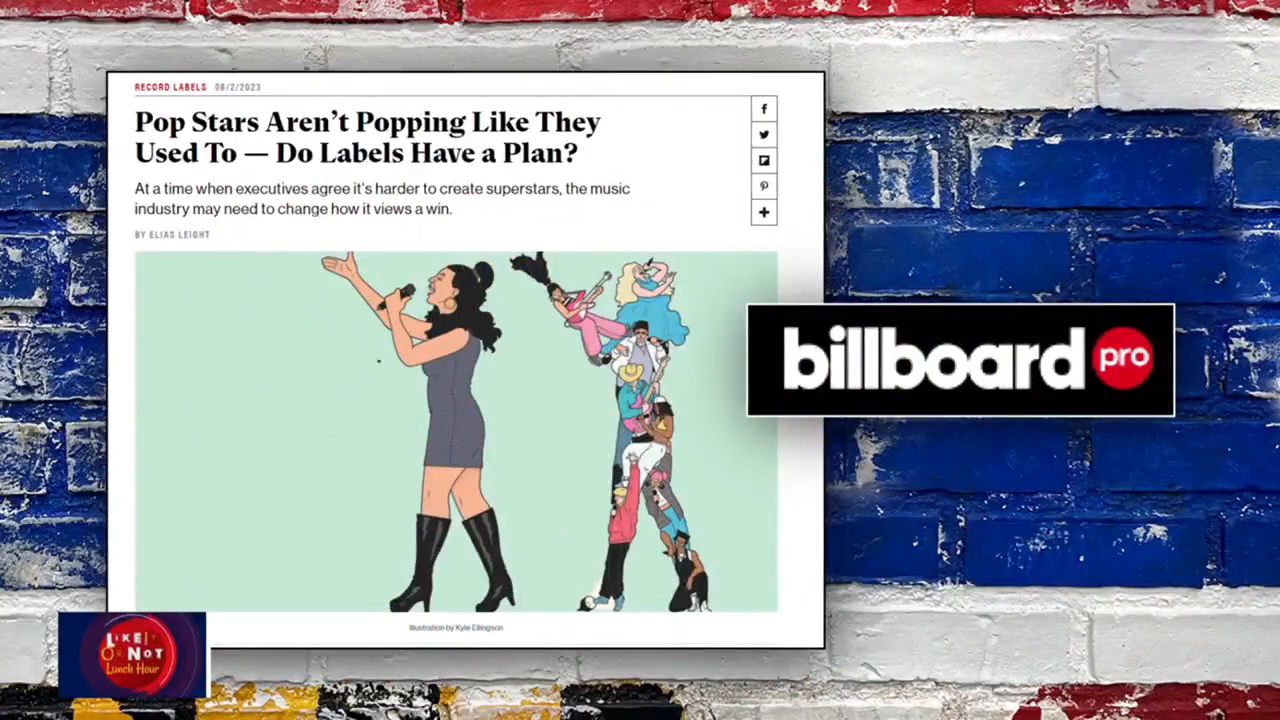 RECORD LABELS 08/2/2023
Pop Stars Aren't Popping Like They
Used To — Do Labels Have a Plan?
At a time when executives agree it's harder to create superstars, the music
industry may need to change how it views a win.
BY ELIAS LEIGHT
billboard pro
Illustration by Kyle Ellingson
LIKE IT
OR NOT
Lunch Hour